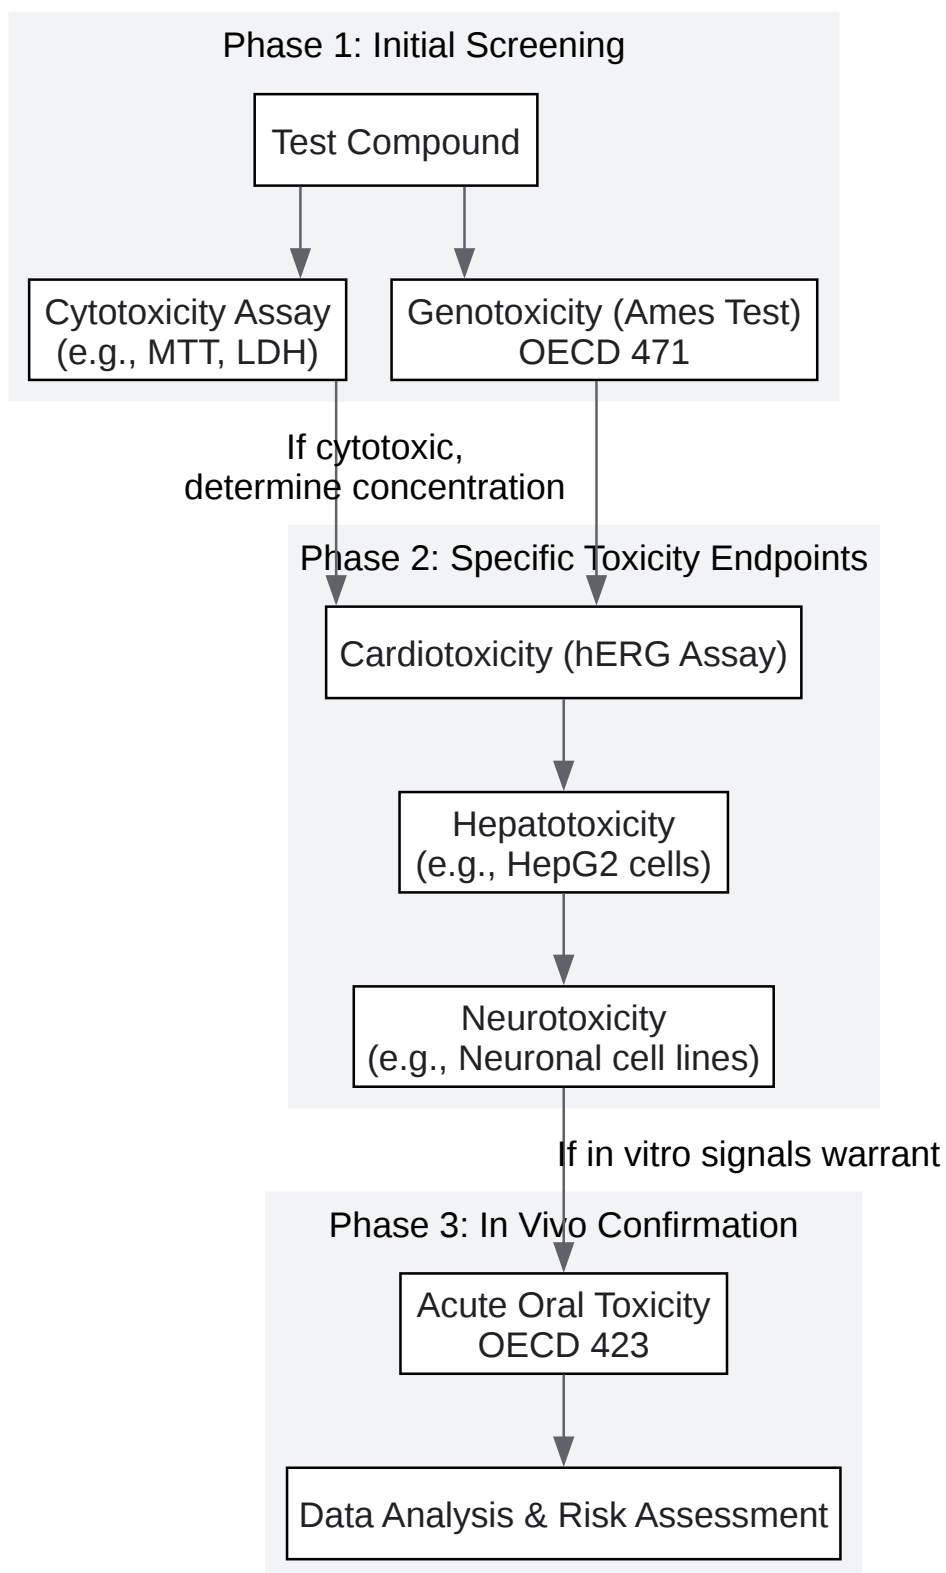 Phase 1: Initial Screening
Test Compound
Cytotoxicity Assay
(e.g., MTT, LDH)
Genotoxicity (Ames Test)
OECD 471
If cytotoxic,
determine concentration
Phase 2: Specific Toxicity Endpoints
Cardiotoxicity (hERG Assay)
Hepatotoxicity
(e.g., HepG2 cells)
Neurotoxicity
(e.g., Neuronal cell lines)
If in vitro signals warrant
Phase 3: In Vivo Confirmation
Acute Oral Toxicity
OECD 423
Data Analysis & Risk Assessment